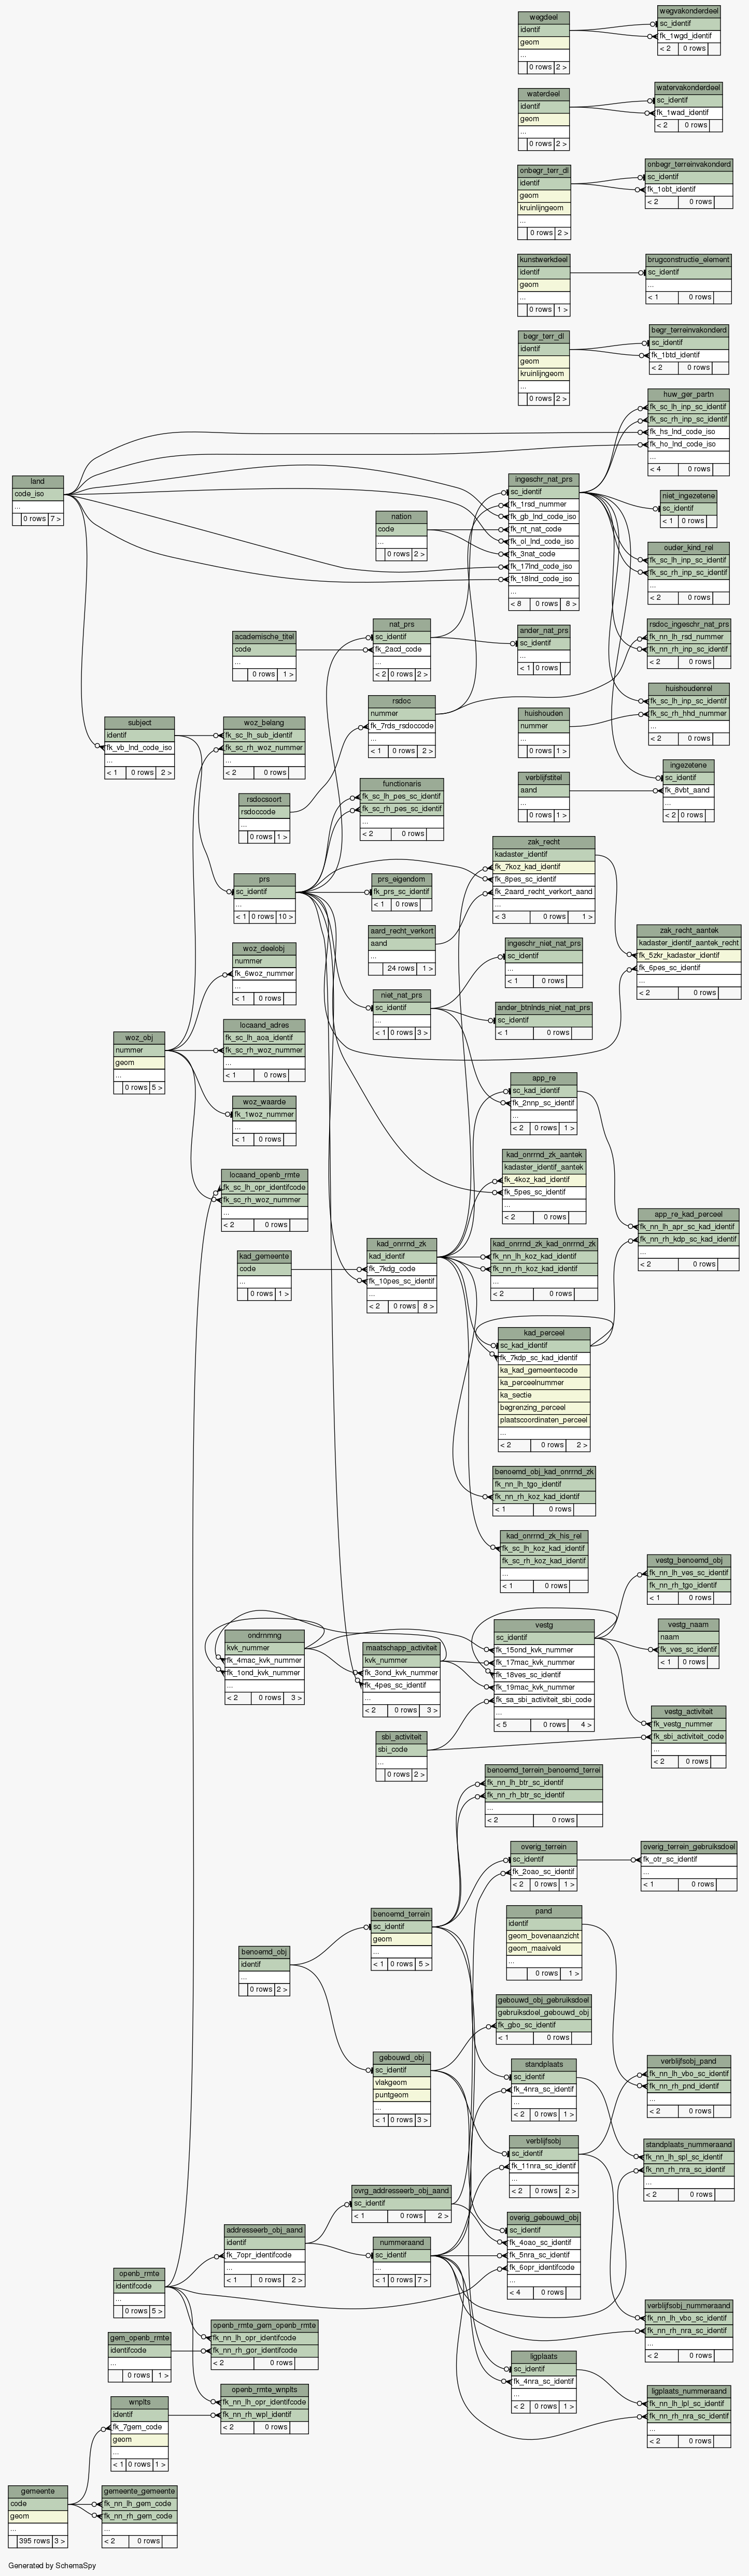 wegdeel
identif
geom
...
0 rows 2 >
wegvakonderdeel
sc_identif
fk_1wgd_identif
< 2 0 rows
waterdeel
identif
geom
...
0 rows 2 >
watervakonderdeel
sc_identif
fk_1wad_identif
< 2 0 rows
onbegr_terr_dl
identif
geom
kruinlijngeom
...
0 rows 2 >
onbegr_terreinvakonderd
sc_identif
fk_1obt_identif
< 2 0 rows
kunstwerkdeel
identif
geom
...
0 rows 1 >
brugconstructie_element
sc_identif
...
< 1 0 rows
begr_terr_dl
identif
geom
kruinlijngeom
...
0 rows 2 >
begr_terreinvakonderd
sc_identif
fk_1btd_identif
< 2 0 rows
huw_ger_partn
fk_sc_lh_inp_sc_identif
fk_sc_rh_inp_sc_identif
fk_hs_lnd_code_iso
fk_ho_lnd_code_iso
...
< 4 0 rows
land
code_iso
...
0 rows 7 >
ingeschr_nat_prs
sc_identif
fk_1rsd_nummer
fk_gb_lnd_code_iso
fk_nt_nat_code
fk_ol_lnd_code_iso
fk_3nat_code
fk_17lnd_code_iso
fk_18lnd_code_iso
...
< 8 0 rows 8 >
niet_ingezetene
sc_identif
< 1 0 rows
nation
code
...
0 rows 2 >
ouder_kind_rel
fk_sc_lh_inp_sc_identif
fk_sc_rh_inp_sc_identif
...
< 2 0 rows
academische_titel
code
...
0 rows 1 >
nat_prs
sc_identif
fk_2acd_code
...
< 2 0 rows 2 >
ander_nat_prs
sc_identif
...
< 1 0 rows
rsdoc_ingeschr_nat_prs
fk_nn_lh_rsd_nummer
fk_nn_rh_inp_sc_identif
< 2 0 rows
rsdoc
nummer
fk_7rds_rsdoccode
...
< 1 0 rows 2 >
huishouden
nummer
...
0 rows 1 >
huishoudenrel
fk_sc_lh_inp_sc_identif
fk_sc_rh_hhd_nummer
...
< 2 0 rows
subject
identif
fk_vb_lnd_code_iso
...
< 1 0 rows 2 >
woz_belang
fk_sc_lh_sub_identif
fk_sc_rh_woz_nummer
...
< 2 0 rows
rsdocsoort
rsdoccode
...
0 rows 1 >
functionaris
fk_sc_lh_pes_sc_identif
fk_sc_rh_pes_sc_identif
...
< 2 0 rows
verblijfstitel
aand
...
0 rows 1 >
ingezetene
sc_identif
fk_8vbt_aand
...
< 2 0 rows
zak_recht
kadaster_identif
fk_7koz_kad_identif
fk_8pes_sc_identif
fk_2aard_recht_verkort_aand
...
< 3 0 rows 1 >
prs
sc_identif
...
< 1 0 rows 10 >
prs_eigendom
fk_prs_sc_identif
< 1 0 rows
aard_recht_verkort
aand
...
24 rows 1 >
zak_recht_aantek
kadaster_identif_aantek_recht
fk_5zkr_kadaster_identif
fk_6pes_sc_identif
...
< 2 0 rows
woz_deelobj
nummer
fk_6woz_nummer
...
< 1 0 rows
ingeschr_niet_nat_prs
sc_identif
...
< 1 0 rows
niet_nat_prs
sc_identif
...
< 1 0 rows 3 >
ander_btnlnds_niet_nat_prs
sc_identif
< 1 0 rows
woz_obj
nummer
geom
...
0 rows 5 >
locaand_adres
fk_sc_lh_aoa_identif
fk_sc_rh_woz_nummer
...
< 1 0 rows
woz_waarde
fk_1woz_nummer
...
< 1 0 rows
app_re
sc_kad_identif
fk_2nnp_sc_identif
...
< 2 0 rows 1 >
kad_onrrnd_zk_aantek
kadaster_identif_aantek
fk_4koz_kad_identif
fk_5pes_sc_identif
...
< 2 0 rows
locaand_openb_rmte
fk_sc_lh_opr_identifcode
fk_sc_rh_woz_nummer
...
< 2 0 rows
app_re_kad_perceel
fk_nn_lh_apr_sc_kad_identif
fk_nn_rh_kdp_sc_kad_identif
...
< 2 0 rows
kad_gemeente
code
...
0 rows 1 >
kad_onrrnd_zk
kad_identif
fk_7kdg_code
fk_10pes_sc_identif
...
< 2 0 rows 8 >
kad_onrrnd_zk_kad_onrrnd_zk
fk_nn_lh_koz_kad_identif
fk_nn_rh_koz_kad_identif
...
< 2 0 rows
kad_perceel
sc_kad_identif
fk_7kdp_sc_kad_identif
ka_kad_gemeentecode
ka_perceelnummer
ka_sectie
begrenzing_perceel
plaatscoordinaten_perceel
...
< 2 0 rows 2 >
benoemd_obj_kad_onrrnd_zk
fk_nn_lh_tgo_identif
fk_nn_rh_koz_kad_identif
< 1 0 rows
kad_onrrnd_zk_his_rel
fk_sc_lh_koz_kad_identif
fk_sc_rh_koz_kad_identif
...
< 1 0 rows
vestg_benoemd_obj
fk_nn_lh_ves_sc_identif
fk_nn_rh_tgo_identif
< 1 0 rows
ondrnmng
kvk_nummer
fk_4mac_kvk_nummer
fk_1ond_kvk_nummer
...
< 2 0 rows 3 >
maatschapp_activiteit
kvk_nummer
fk_3ond_kvk_nummer
fk_4pes_sc_identif
...
< 2 0 rows 3 >
vestg
sc_identif
fk_15ond_kvk_nummer
fk_17mac_kvk_nummer
fk_18ves_sc_identif
fk_19mac_kvk_nummer
fk_sa_sbi_activiteit_sbi_code
...
< 5 0 rows 4 >
vestg_naam
naam
fk_ves_sc_identif
< 1 0 rows
sbi_activiteit
sbi_code
...
0 rows 2 >
vestg_activiteit
fk_vestg_nummer
fk_sbi_activiteit_code
...
< 2 0 rows
benoemd_terrein_benoemd_terrei
fk_nn_lh_btr_sc_identif
fk_nn_rh_btr_sc_identif
...
< 2 0 rows
overig_terrein
sc_identif
fk_2oao_sc_identif
< 2 0 rows 1 >
overig_terrein_gebruiksdoel
fk_otr_sc_identif
...
< 1 0 rows
benoemd_terrein
sc_identif
geom
...
< 1 0 rows 5 >
pand
identif
geom_bovenaanzicht
geom_maaiveld
...
0 rows 1 >
benoemd_obj
identif
...
0 rows 2 >
gebouwd_obj_gebruiksdoel
gebruiksdoel_gebouwd_obj
fk_gbo_sc_identif
< 1 0 rows
gebouwd_obj
sc_identif
vlakgeom
puntgeom
...
< 1 0 rows 3 >
standplaats
sc_identif
fk_4nra_sc_identif
...
< 2 0 rows 1 >
verblijfsobj_pand
fk_nn_lh_vbo_sc_identif
fk_nn_rh_pnd_identif
...
< 2 0 rows
verblijfsobj
sc_identif
fk_11nra_sc_identif
...
< 2 0 rows 2 >
standplaats_nummeraand
fk_nn_lh_spl_sc_identif
fk_nn_rh_nra_sc_identif
...
< 2 0 rows
ovrg_addresseerb_obj_aand
sc_identif
< 1 0 rows 2 >
overig_gebouwd_obj
sc_identif
fk_4oao_sc_identif
fk_5nra_sc_identif
fk_6opr_identifcode
...
< 4 0 rows
addresseerb_obj_aand
identif
fk_7opr_identifcode
...
< 1 0 rows 2 >
nummeraand
sc_identif
...
< 1 0 rows 7 >
openb_rmte
identifcode
...
0 rows 5 >
verblijfsobj_nummeraand
fk_nn_lh_vbo_sc_identif
fk_nn_rh_nra_sc_identif
...
< 2 0 rows
gem_openb_rmte
identifcode
...
0 rows 1 >
openb_rmte_gem_openb_rmte
fk_nn_lh_opr_identifcode
fk_nn_rh_gor_identifcode
< 2 0 rows
ligplaats
sc_identif
fk_4nra_sc_identif
...
< 2 0 rows 1 >
ligplaats_nummeraand
fk_nn_lh_lpl_sc_identif
fk_nn_rh_nra_sc_identif
...
< 2 0 rows
wnplts
identif
fk_7gem_code
geom
...
< 1 0 rows 1 >
openb_rmte_wnplts
fk_nn_lh_opr_identifcode
fk_nn_rh_wpl_identif
< 2 0 rows
gemeente
code
geom
...
395 rows 3 >
gemeente_gemeente
fk_nn_lh_gem_code
fk_nn_rh_gem_code
...
< 2 0 rows
Generated by SchemaSpy